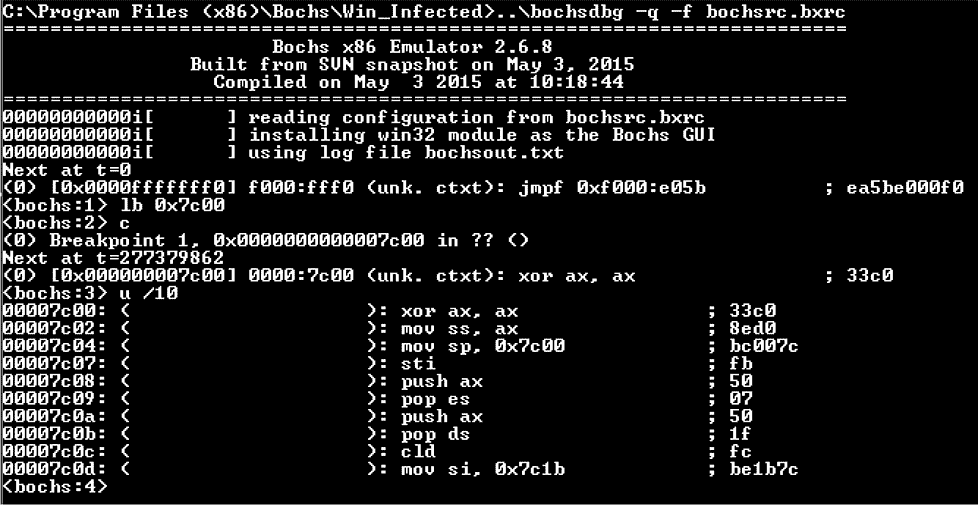 C:\Program Files (x86)\Bochs\Win_Infected>..\bochsdbg -q -f bochsrc.bxrc
========================================================================
                       Bochs x86 Emulator 2.6.8
                Built from SVN snapshot on May 3, 2015
                  Compiled on May  3 2015 at 10:18:44
========================================================================
00000000000i[      ] reading configuration from bochsrc.bxrc
00000000000i[      ] installing win32 module as the Bochs GUI
00000000000i[      ] using log file bochsout.txt
Next at t=0
(0) [0x0000fffffff0] f000:fff0 (unk. ctxt): jmpf 0xf000:e05b          ; ea5be000f0
<bochs:1> lb 0x7c00
<bochs:2> c
(0) Breakpoint 1, 0x0000000000007c00 in ?? ()
Next at t=277379862
(0) [0x000000007c00] 0000:7c00 (unk. ctxt): xor ax, ax                ; 33c0
<bochs:3> u /10
00007c00: (                    ): xor ax, ax                ; 33c0
00007c02: (                    ): mov ss, ax                ; 8ed0
00007c04: (                    ): mov sp, 0x7c00            ; bc007c
00007c07: (                    ): sti                       ; fb
00007c08: (                    ): push ax                   ; 50
00007c09: (                    ): pop es                    ; 07
00007c0a: (                    ): push ax                   ; 50
00007c0b: (                    ): pop ds                    ; 1f
00007c0c: (                    ): cld                       ; fc
00007c0d: (                    ): mov si, 0x7c1b            ; be1b7c
<bochs:4>